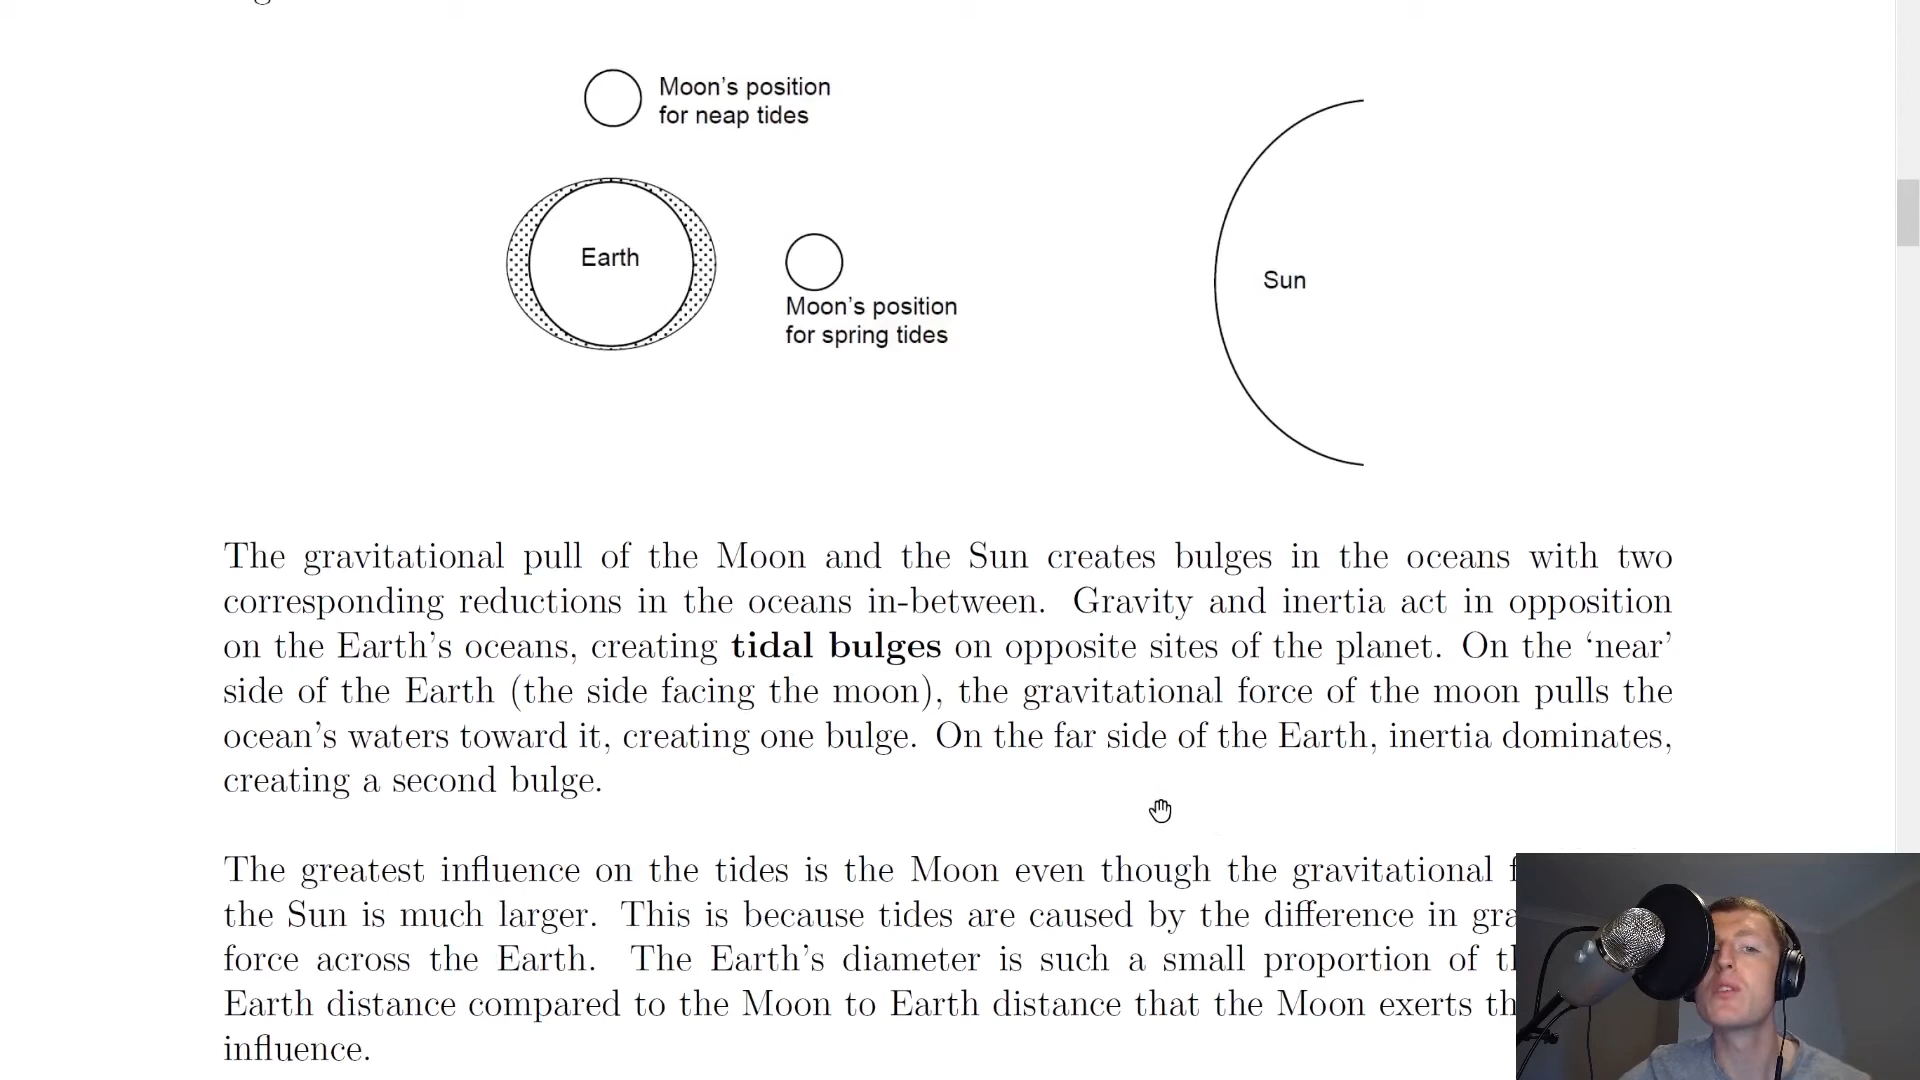 Moon's position
for neap tides
Earth
Moon's position
for spring tides
Sun
The gravitational pull of the Moon and the Sun creates bulges in the oceans with two
corresponding reductions in the oceans in-between. Gravity and inertia act in opposition
on the Earth's oceans, creating tidal bulges on opposite sites of the planet. On the ‘near’
side of the Earth (the side facing the moon), the gravitational force of the moon pulls the
ocean's waters toward it, creating one bulge. On the far side of the Earth, inertia dominates,
creating a second bulge.
The greatest influence on the tides is the Moon even though the gravitational
the Sun is much larger. This is because tides are caused by the difference in
force across the Earth. The Earth's diameter is such a small proportion of
Earth distance compared to the Moon to Earth distance that the Moon exerts
influence.